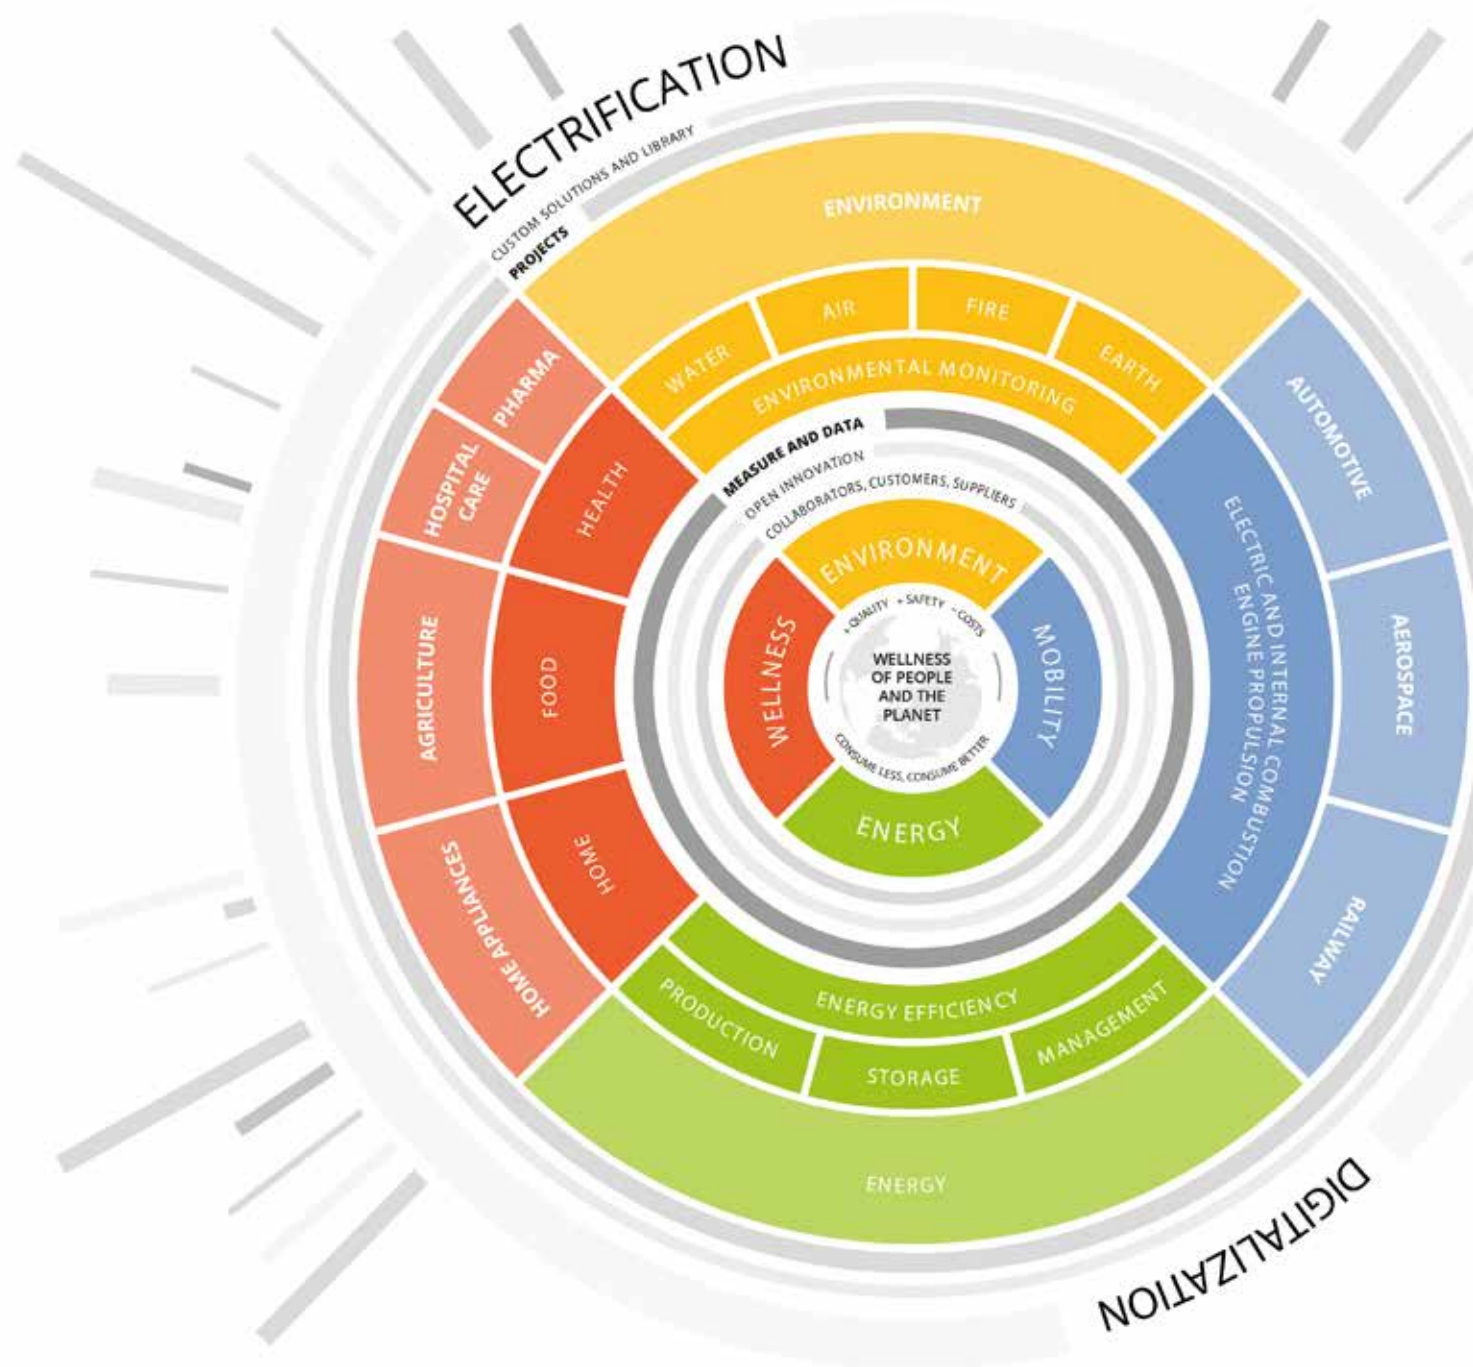 ELECTRIFICATION
CUSTOM SOLUTIONS AND LIBRARY
PROJECTS
ENVIRONMENT
WATER
AIR
FIRE
EARTH
ENVIRONMENTAL MONITORING
PHARMA
HOSPITAL
CARE
AGRICULTURE
HOME APPLIANCES
HEALTH
FOOD
HOME
MEASURE AND DATA
OPEN INNOVATION
COLLABORATORS, CUSTOMERS, SUPPLIERS
ENVIRONMENT
WELLNESS
MOBILITY
ENERGY
+ QUALITY + SAFETY - COSTS
WELLNESS
OF PEOPLE
AND THE
PLANET
CONSUME LESS, CONSUME BETTER
ELECTRIC AND INTERNAL COMBUSTION
ENGINE PROPULSION
AUTOMOTIVE
AEROSPACE
RAILWAY
ENERGY EFFICIENCY
PRODUCTION
STORAGE
MANAGEMENT
ENERGY
DIGITALIZATION